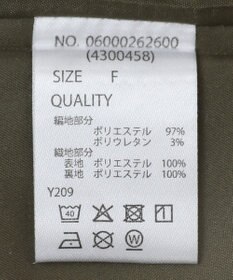 NO. 06000262600
(4300458)
SIZE F
QUALITY
編地部分
ポリエステル 97%
ポリウレタン 3%
織地部分
表地 ポリエステル 100%
裏地 ポリエステル 100%
Y209
40